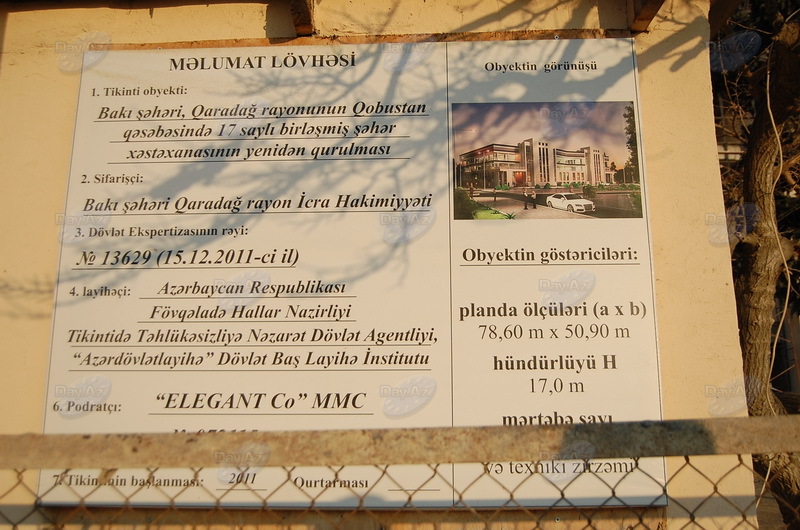 MƏLUMAT LÖVHƏSİ
1. Tikinti obyekti:
Bakı şəhəri, Qaradağ rayonunun Qobustan
qəsəbəsində 17 saylı birləşmiş şəhər
xəstəxanasının yenidən qurulması
2. Sifarişçi:
Bakı şəhəri Qaradağ rayon İcra Hakimiyyəti
3. Dövlət Ekspertizasının rəyi:
№ 13629 (15.12.2011-ci il)
4. layihəçi: Azərbaycan Respublikası
Fövqəladə Hallar Nazirliyi
Tikintidə Təhlükəsizliyə Nəzarət Dövlət Agentliyi,
“Azərdövlətlayihə” Dövlət Baş Layihə İnstitutu
6. Podratçı: “ELEGANT Co” MMC
7. başlanması: 2011 Qurtarması
Obyektin görünüşü
Obyektin göstəriciləri:
planda ölçüləri (a x b)
78,60 m x 50,90 m
hündürlüyü H
17,0 m
mərtəbə sayı
və texniki zirzəmi
Day.Az